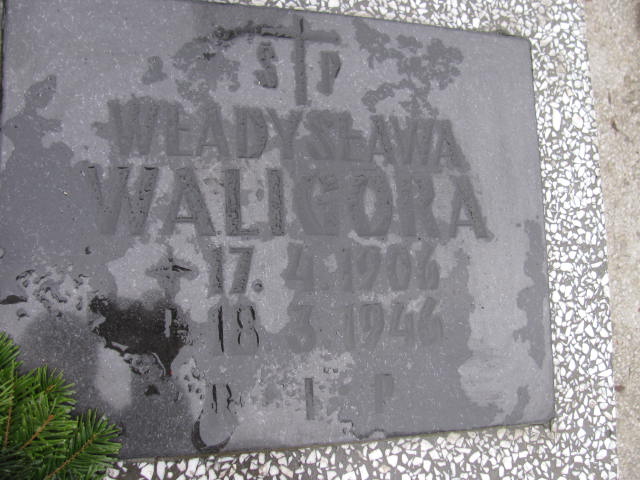 Ś P
WŁADYSŁAWA
WALIGÓRA
17. 4. 1906
18 3 1946
R I P